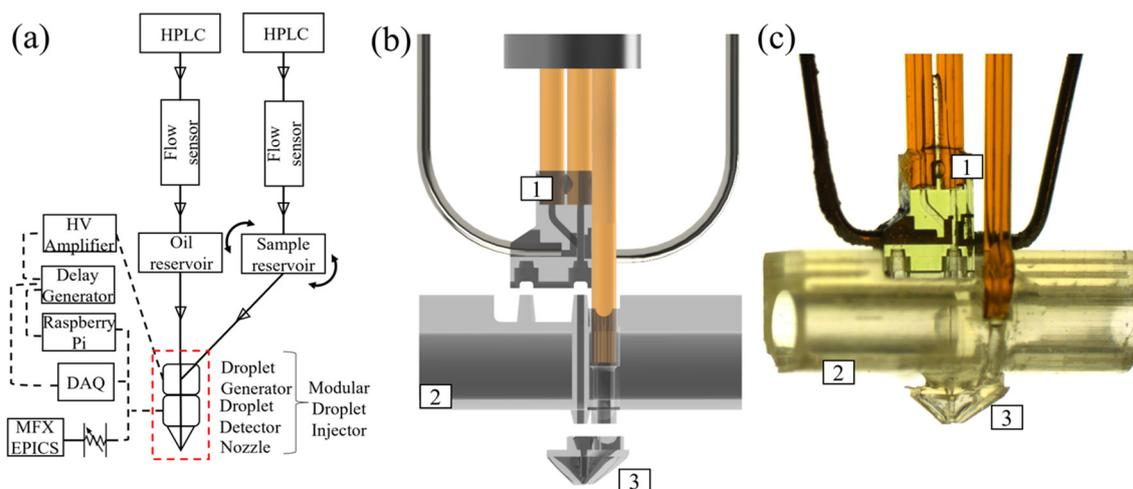 (a)
HPLC
HPLC
Flow
sensor
Flow
sensor
Oil
reservoir
Sample
reservoir
HV
Amplifier
Delay
Generator
Raspberry
Pi
DAQ
MFX
EPICS
Droplet
Generator
Droplet
Detector
Nozzle
Modular
Droplet
Injector
(b)
1
2
3
(c)
1
2
3